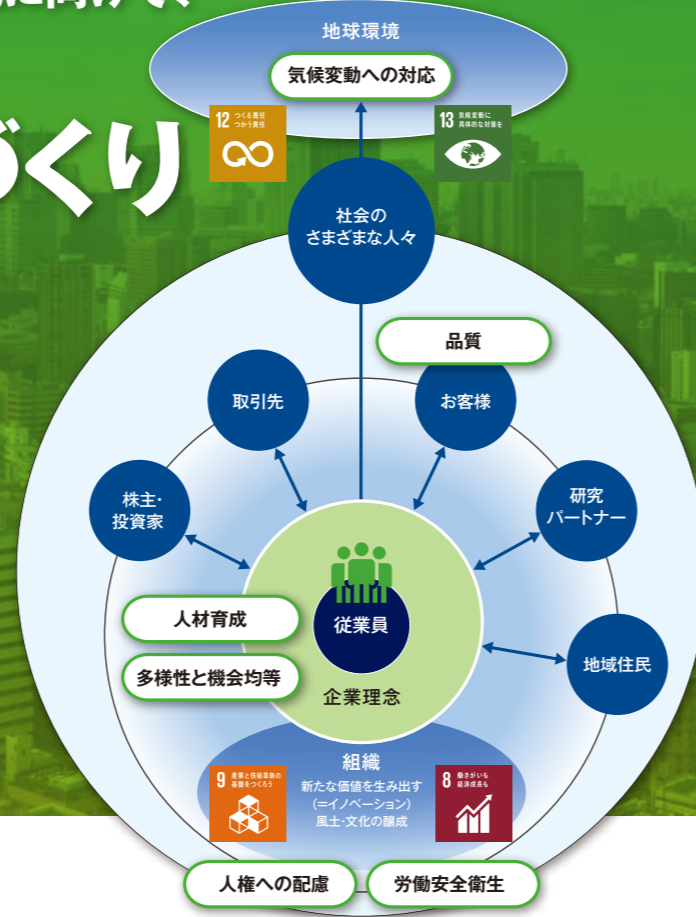 に向けて、
づくり
地球環境
気候変動への対応
12 つくる責任
つかう責任
13 気候変動に
具体的な対策を
社会の
さまざまな人々
品質
取引先
お客様
株主・
投資家
研究
パートナー
人材育成
従業員
多様性と機会均等
企業理念
地域住民
組織
新たな価値を生み出す
(=イノベーション)
風土・文化の醸成
9 産業と技術革新の
基盤をつくろう
8 働きがいも
経済成長も
人権への配慮
労働安全衛生